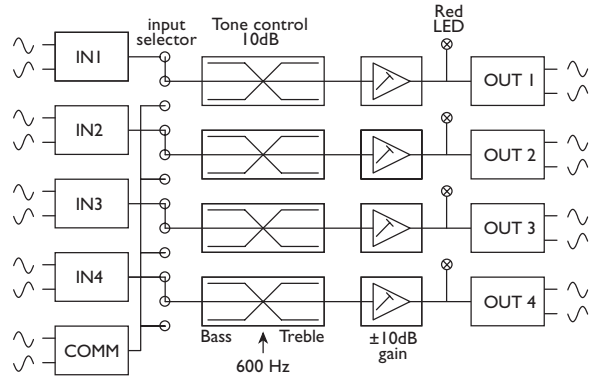 input selector
Tone control 10dB
Red LED
IN1
OUT 1
IN2
OUT 2
IN3
OUT 3
IN4
OUT 4
COMM
Bass
Treble
600 Hz
±10dB gain